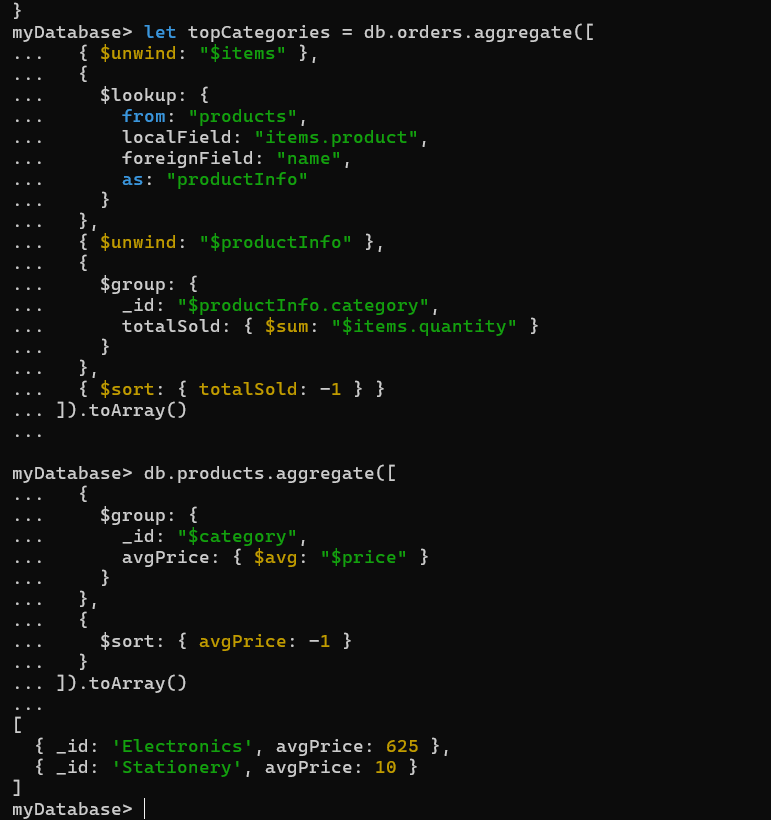 }
myDatabase> let topCategories = db.orders.aggregate([
...   { $unwind: "$items" },
...   {
...     $lookup: {
...       from: "products",
...       localField: "items.product",
...       foreignField: "name",
...       as: "productInfo"
...     }
...   },
...   { $unwind: "$productInfo" },
...   {
...     $group: {
...       _id: "$productInfo.category",
...       totalSold: { $sum: "$items.quantity" }
...     }
...   },
...   { $sort: { totalSold: -1 } }
... ]).toArray()
...
myDatabase> db.products.aggregate([
...   {
...     $group: {
...       _id: "$category",
...       avgPrice: { $avg: "$price" }
...     }
...   },
...   {
...     $sort: { avgPrice: -1 }
...   }
... ]).toArray()
...
[
  { _id: 'Electronics', avgPrice: 625 },
  { _id: 'Stationery', avgPrice: 10 }
]
myDatabase>